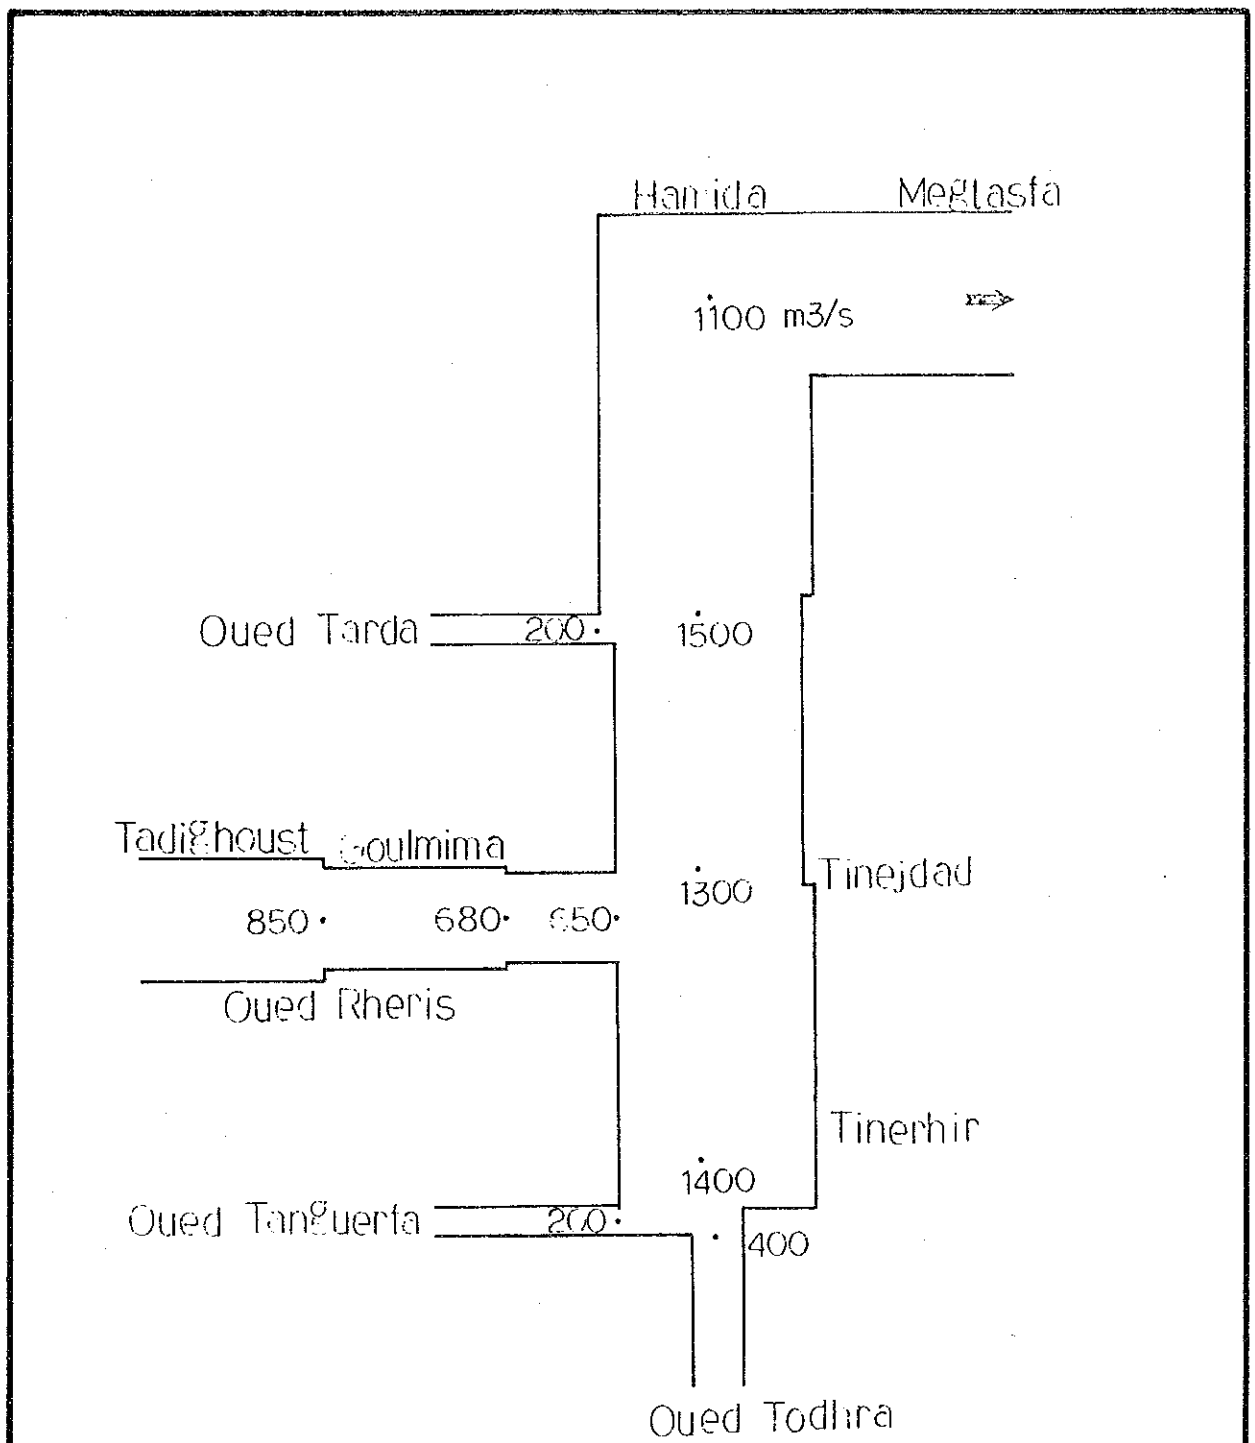 Hamida Meglasfa
1100 m3/s
Oued Tarda 200 1500
Tadighoust Goulmima
1300 Tinejdad
850 680 650
Oued Rheris
Tinerhir
1400
Oued Tanguerfa 200
400
Oued Todhra